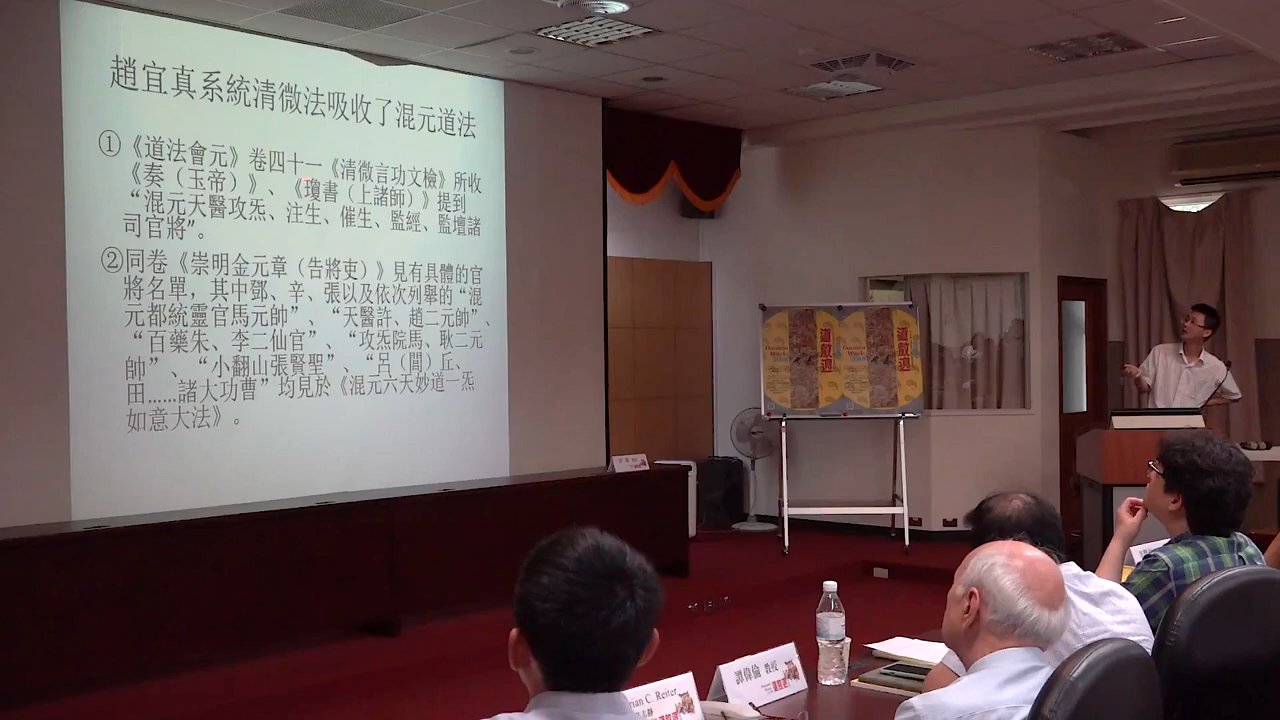 趙宜真系統清微法吸收了混元道法
①《道法會元》卷四十一《清微言功文檢》所收
《奏（玉帝）》、《瓊書（上諸師）》提到
“混元天醫攻炁、注生、催生、監經、監壇諸
司官將”。
②同卷《崇明金元章（告將吏）》見有具體的官
將名單，其中鄧、辛、張以及依次列舉的“混
元都統靈官馬元帥”、“天醫許、趙二元帥”、
“百藥朱、李二仙官”、“攻炁院馬、耿二元
帥”、“小翻山張賢聖”、“呂（閭）丘、
田……諸大功曹”均見於《混元六天妙道一炁
如意大法》。
道教週
道教週
rian C. Reiter
譚偉倫 教授
道教週